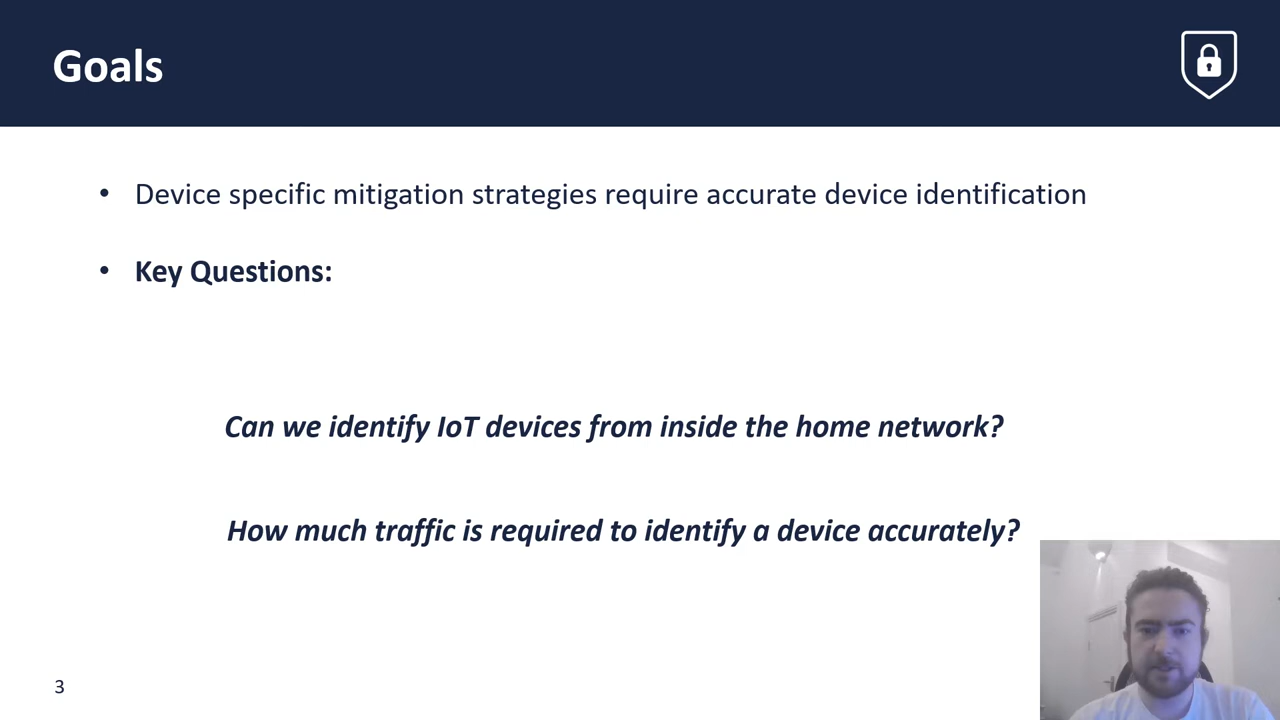 Goals
• Device specific mitigation strategies require accurate device identification
• Key Questions:
Can we identify IoT devices from inside the home network?
How much traffic is required to identify a device accurately?
3